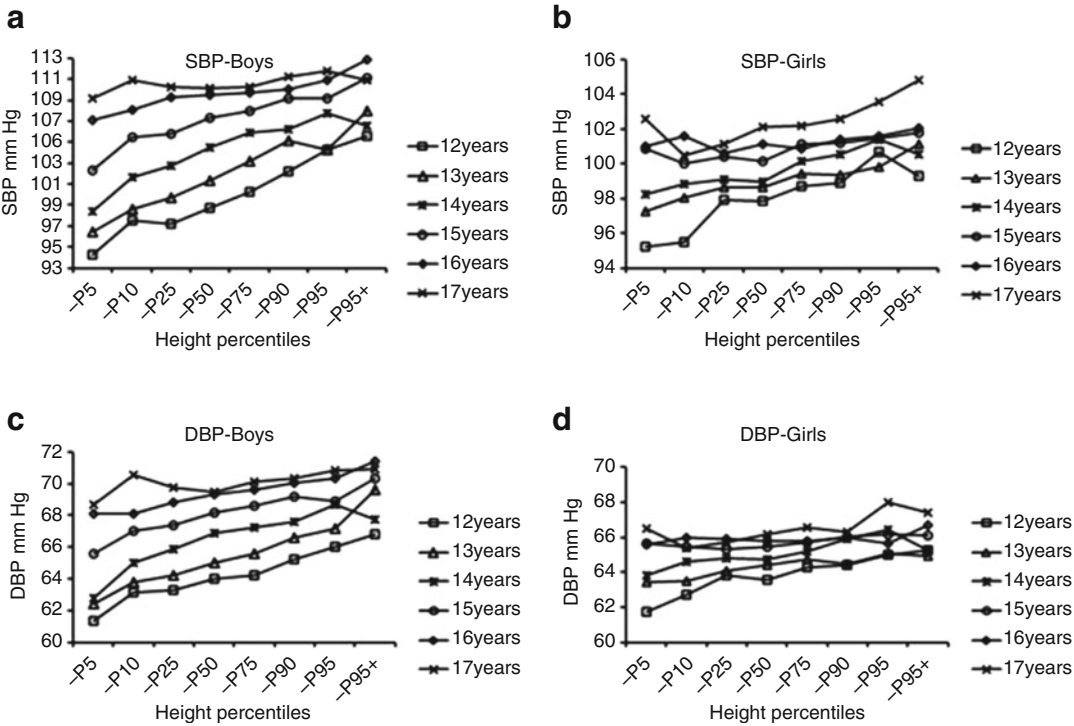 a
SBP-Boys
SBP mm Hg
113
111
109
107
106
103
101
99
97
95
93
–P5
–P10
–P25
–P50
–P75
–P90
–P95
–P95+
Height percentiles
12years
13years
14years
15years
16years
17years
b
SBP-Girls
SBP mm Hg
106
104
102
100
98
96
94
–P5
–P10
–P25
–P50
–P75
–P90
–P95
–P95+
Height percentiles
12years
13years
14years
15years
16years
17years
c
DBP-Boys
DBP mm Hg
72
70
68
66
64
62
60
–P5
–P10
–P25
–P50
–P75
–P90
–P95
–P95+
Height percentiles
12years
13years
14years
15years
16years
17years
d
DBP-Girls
DBP mm Hg
70
68
66
64
62
60
–P5
–P10
–P25
–P50
–P75
–P90
–P95
–P95+
Height percentiles
12years
13years
14years
15years
16years
17years